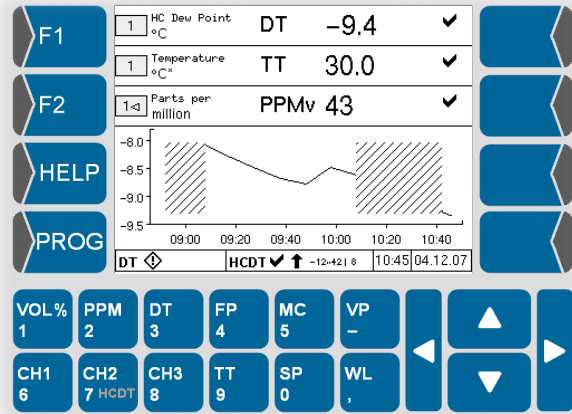 F1
1 HC Dew Point °C DT -9.4 ✔
1 Temperature °C* TT 30.0 ✔
F2
1◁ Parts per million PPMv 43 ✔
-8.0
HELP
-8.5
-9.0
-9.5
PROG
09:00 09:20 09:40 10:00 10:20 10:40
DT HCDT ✔ ↑ -12..42| 8 10:45 04.12.07
VOL% PPM DT FP MC VP
1 2 3 4 5 –
CH1 CH2 CH3 TT SP WL
6 7 HCDT 8 9 0 ,